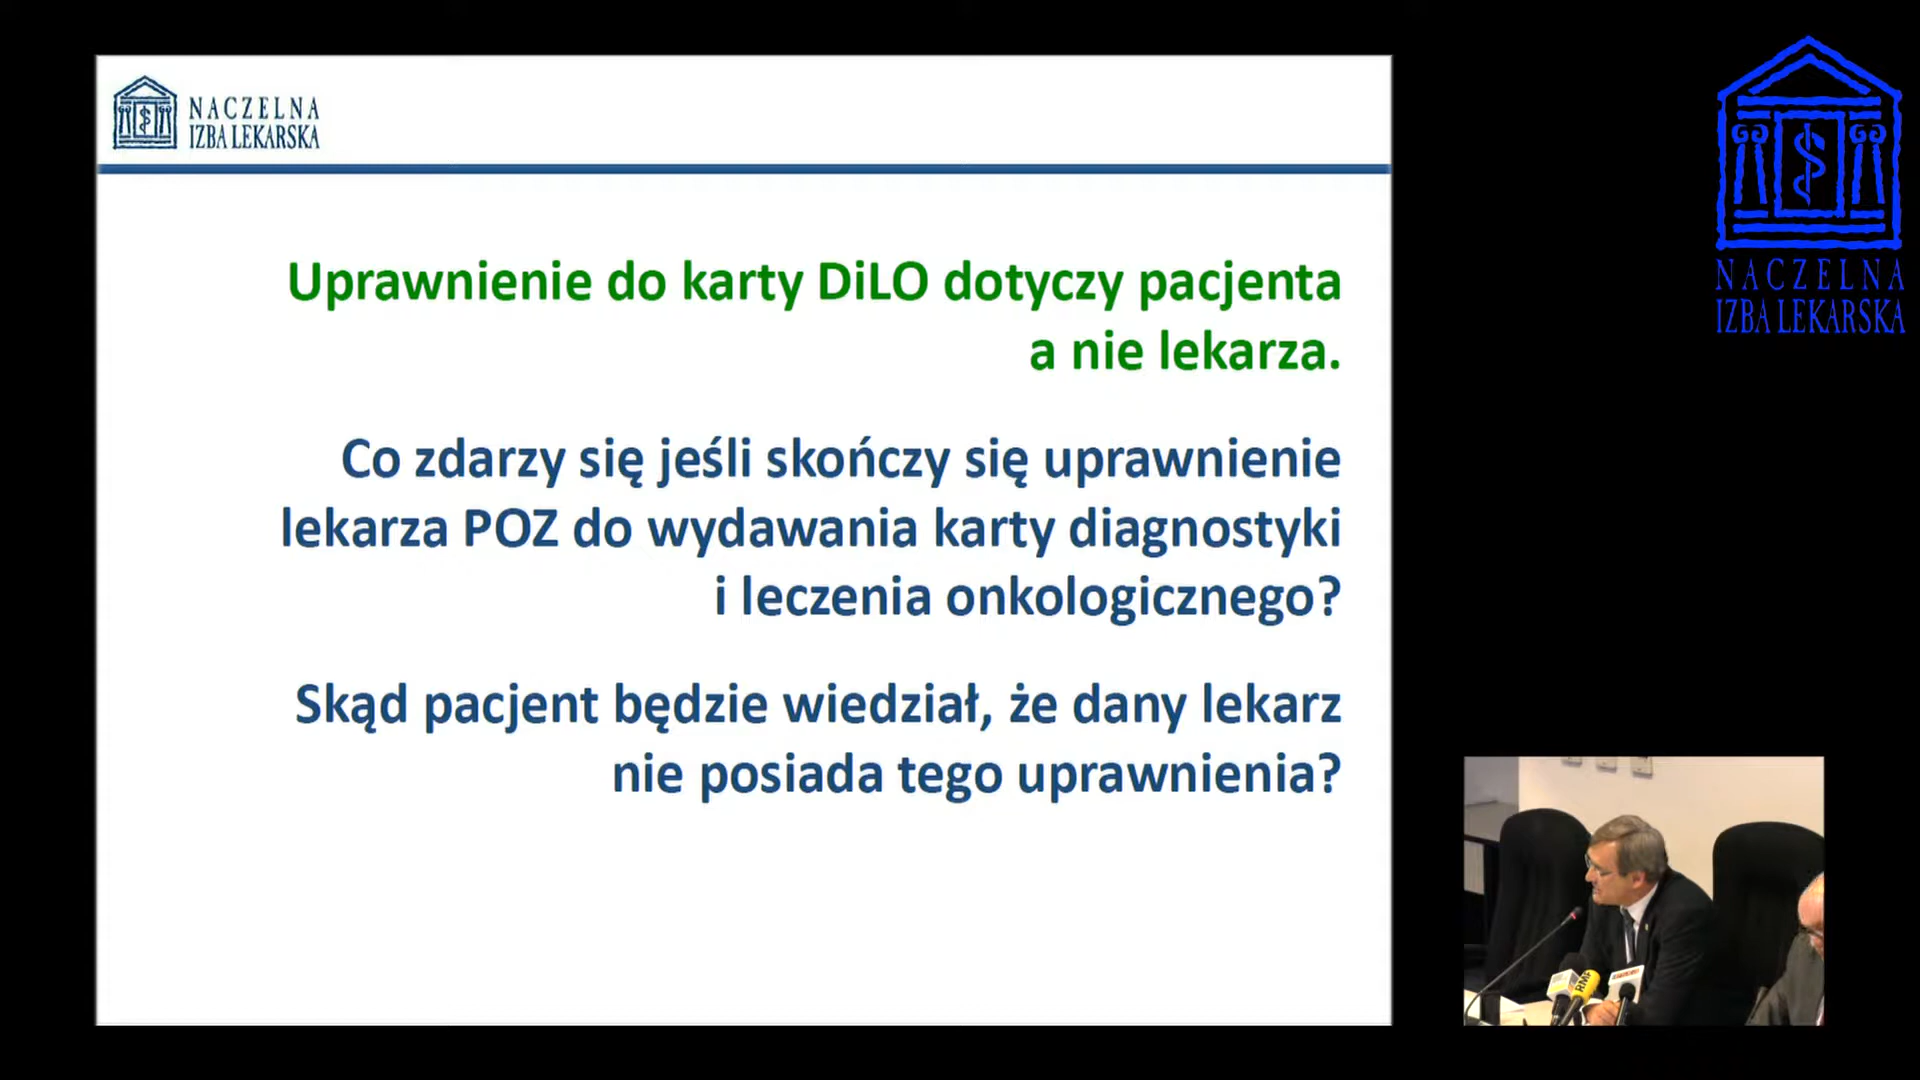 NACZELNA
IZBA LEKARSKA
Uprawnienie do karty DiLO dotyczy pacjenta
a nie lekarza.
Co zdarzy się jeśli skończy się uprawnienie
lekarza POZ do wydawania karty diagnostyki
i leczenia onkologicznego?
Skąd pacjent będzie wiedział, że dany lekarz
nie posiada tego uprawnienia?
NACZELNA
IZBA LEKARSKA
RMF